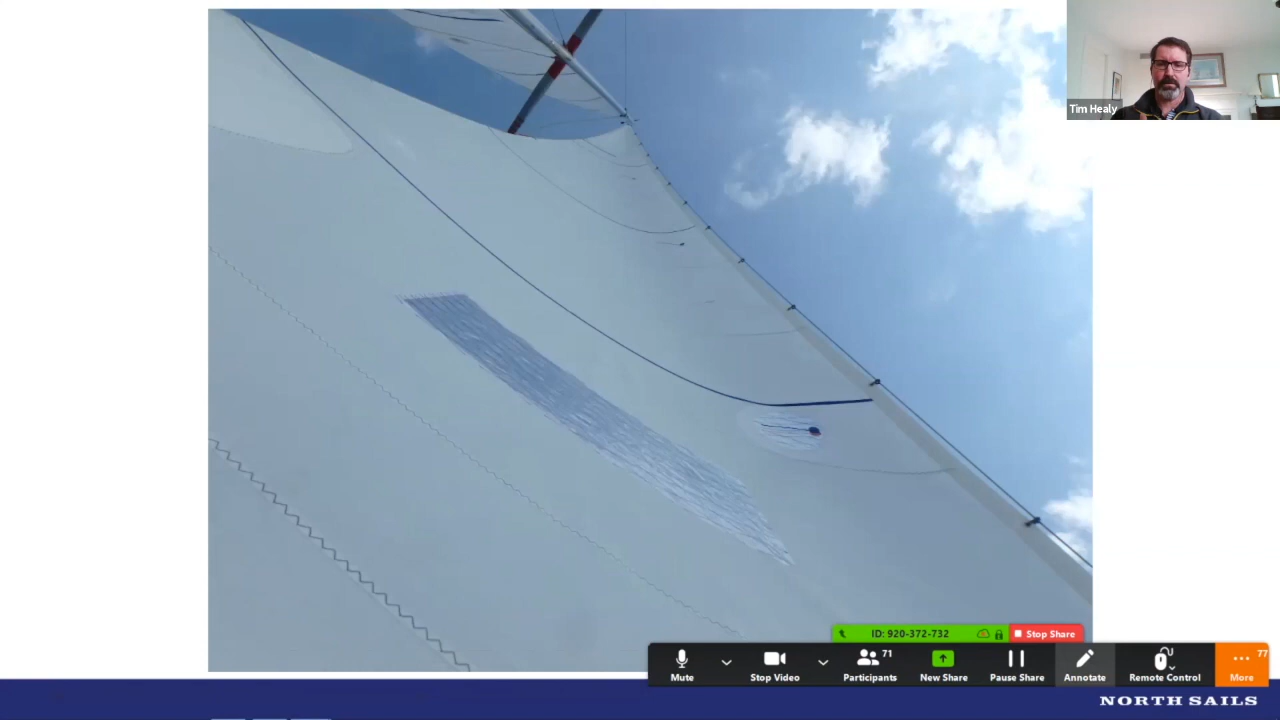 Tim Healy
ID: 920-372-732
Stop Share
71
77
Mute
Stop Video
Participants
New Share
Pause Share
Annotate
Remote Control
More
NORTH SAILS